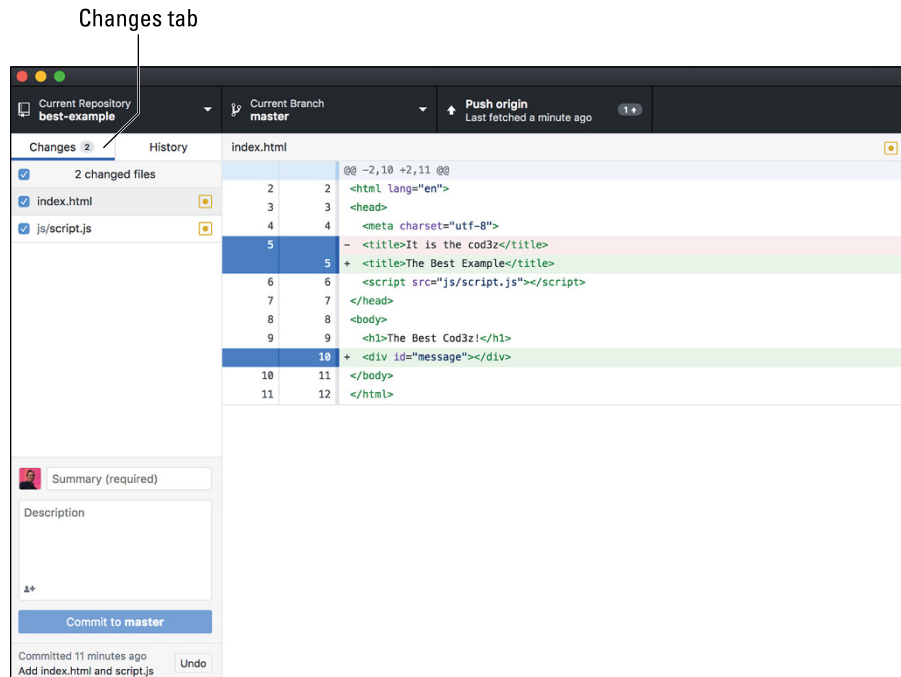 Changes tab
Current Repository
best-example
Current Branch
master
Push origin
Last fetched a minute ago
1
Changes 2
History
index.html
2 changed files
index.html
js/script.js
@@ -2,10 +2,11 @@
2 2 <html lang="en">
3 3 <head>
4 4 <meta charset="utf-8">
5 - <title>It is the cod3z</title>
5 + <title>The Best Example</title>
6 6 <script src="js/script.js"></script>
7 7 </head>
8 8 <body>
9 9 <h1>The Best Cod3z!</h1>
10 + <div id="message"></div>
10 11 </body>
11 12 </html>
Summary (required)
Description
Commit to master
Committed 11 minutes ago
Add index.html and script.js
Undo